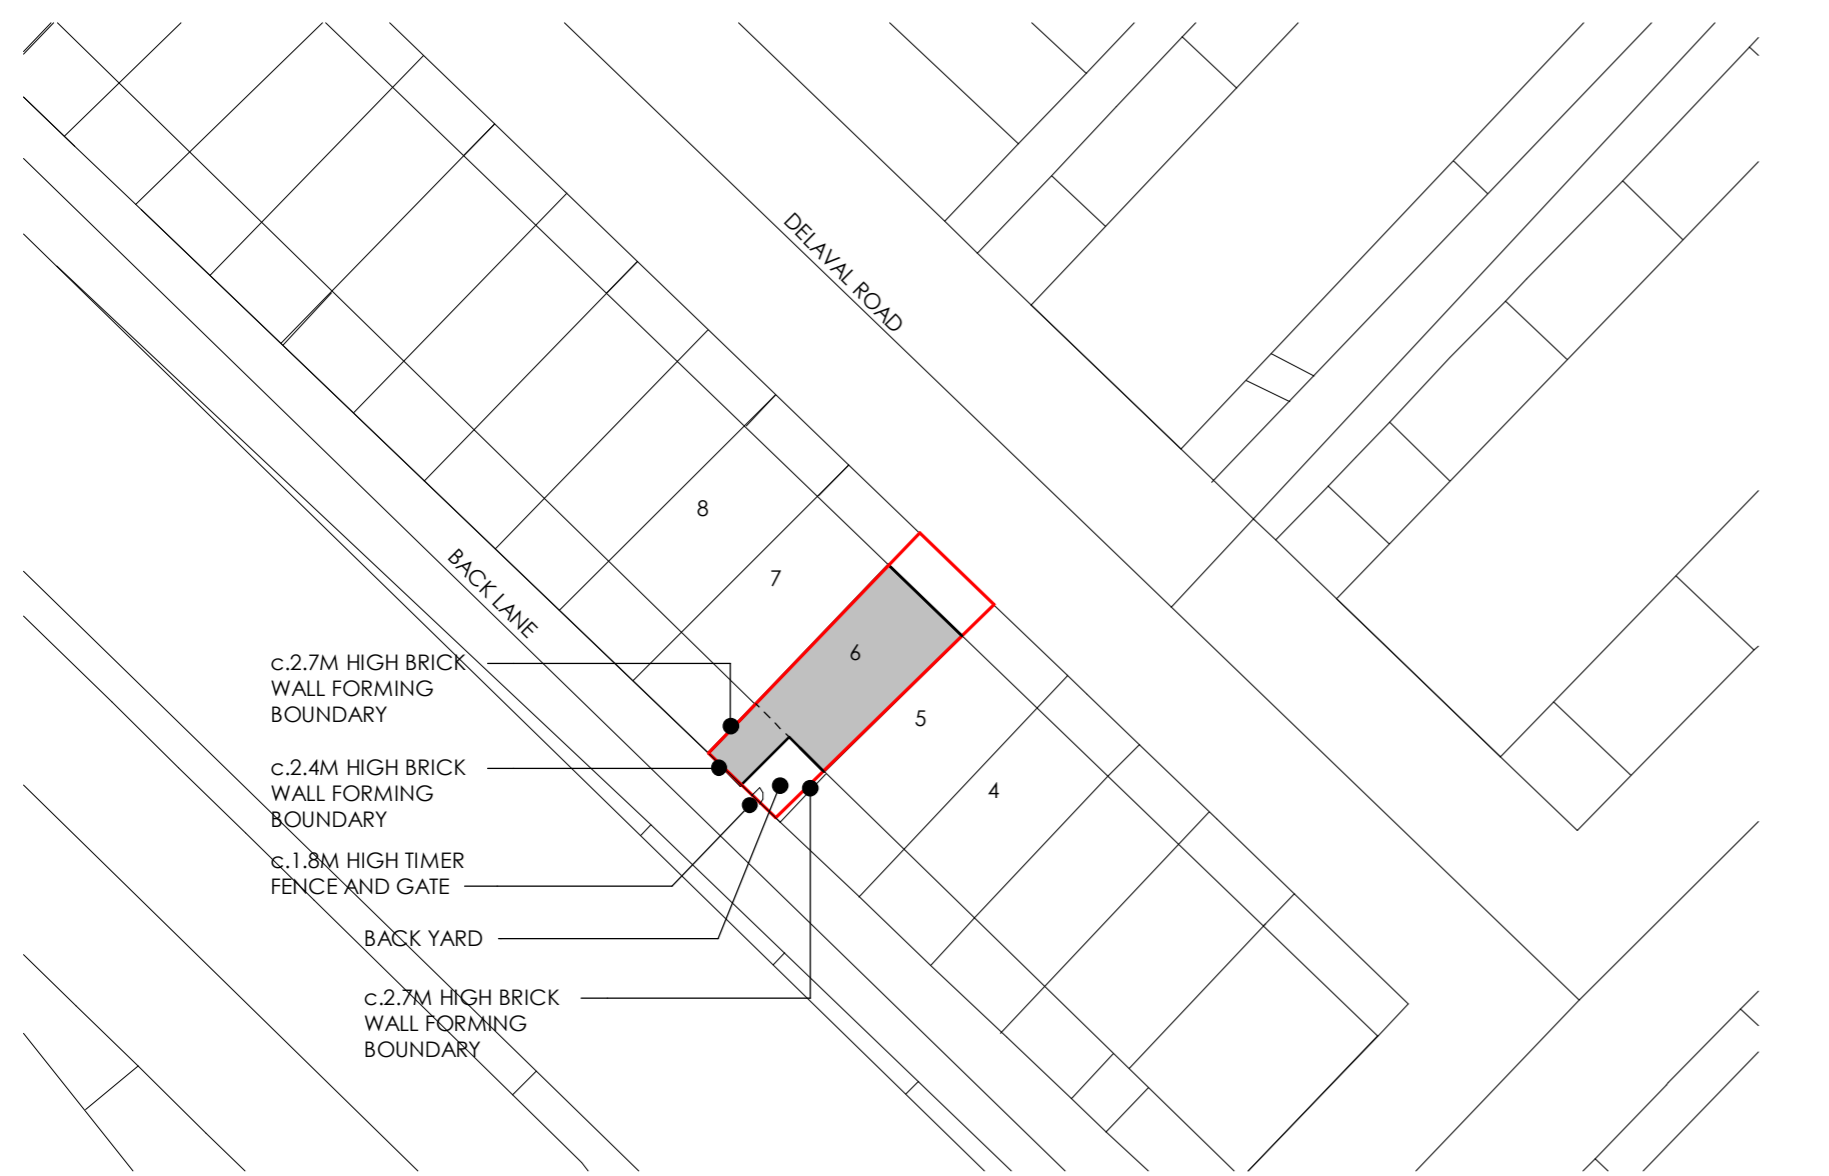 DELAVAL ROAD
8
7
BACK LANE
6
5
4
c.2.7M HIGH BRICK
WALL FORMING
BOUNDARY
c.2.4M HIGH BRICK
WALL FORMING
BOUNDARY
c.1.8M HIGH TIMER
FENCE AND GATE
BACK YARD
c.2.7M HIGH BRICK
WALL FORMING
BOUNDARY